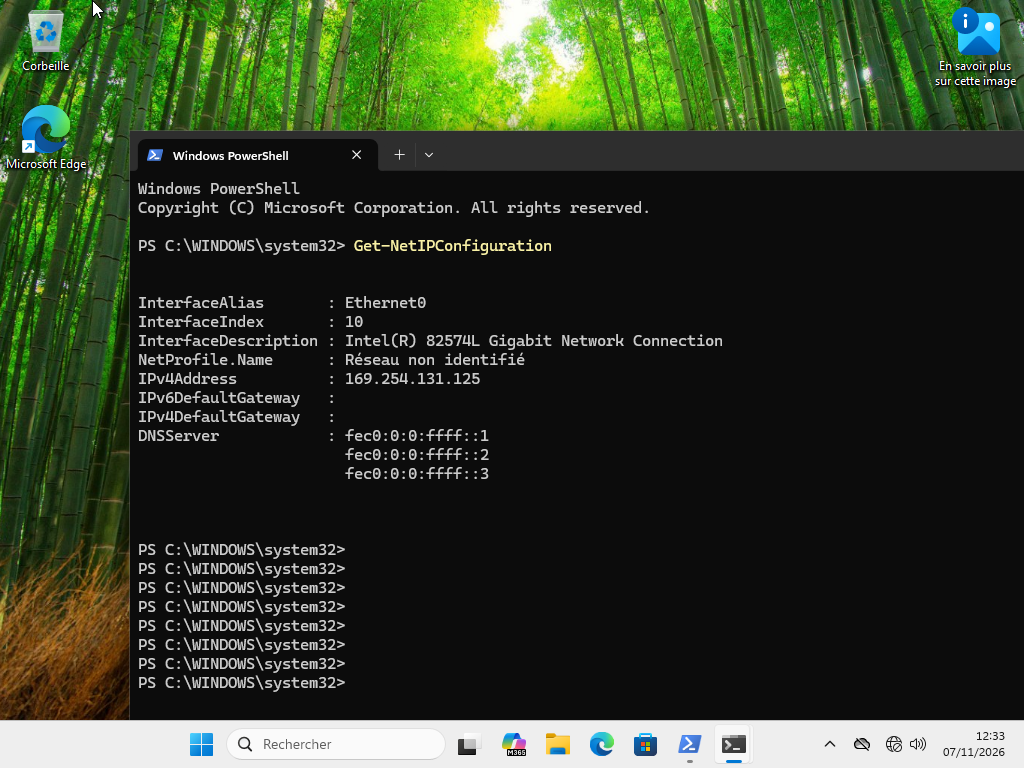 Corbeille
En savoir plus
sur cette image
Microsoft Edge
Windows PowerShell
Windows PowerShell
Copyright (C) Microsoft Corporation. All rights reserved.
PS C:\WINDOWS\system32> Get-NetIPConfiguration
InterfaceAlias       : Ethernet0
InterfaceIndex       : 10
InterfaceDescription : Intel(R) 82574L Gigabit Network Connection
NetProfile.Name      : Réseau non identifié
IPv4Address          : 169.254.131.125
IPv6DefaultGateway   :
IPv4DefaultGateway   :
DNSServer            : fec0:0:0:ffff::1
                       fec0:0:0:ffff::2
                       fec0:0:0:ffff::3
PS C:\WINDOWS\system32>
PS C:\WINDOWS\system32>
PS C:\WINDOWS\system32>
PS C:\WINDOWS\system32>
PS C:\WINDOWS\system32>
PS C:\WINDOWS\system32>
PS C:\WINDOWS\system32>
PS C:\WINDOWS\system32>
Rechercher
M365
12:33
07/11/2026